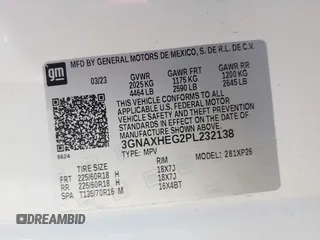 gm
MFD BY GENERAL MOTORS DE MEXICO, S. DE R.L. DE C.V.
03/23 GVWR GAWR FRT GAWR RR
2025 KG 1175 KG 1200 KG
4464 LB 2590 LB 2645 LB
THIS VEHICLE CONFORMS TO ALL
APPLICABLE U.S. FEDERAL MOTOR
VEHICLE SAFETY AND THEFT PREVENTION
STANDARDS IN EFFECT ON THE DATE
OF MANUFACTURE SHOWN ABOVE.
3GNAXHEG2PL232138
8624 TYPE: MPV MODEL: 281XP26
TIRE SIZE RIM
FRT 225/60R18 H 18X7J
RR 225/60R18 H 18X7J
SPA T135/70R16 M 16X4BT
DREAMBID